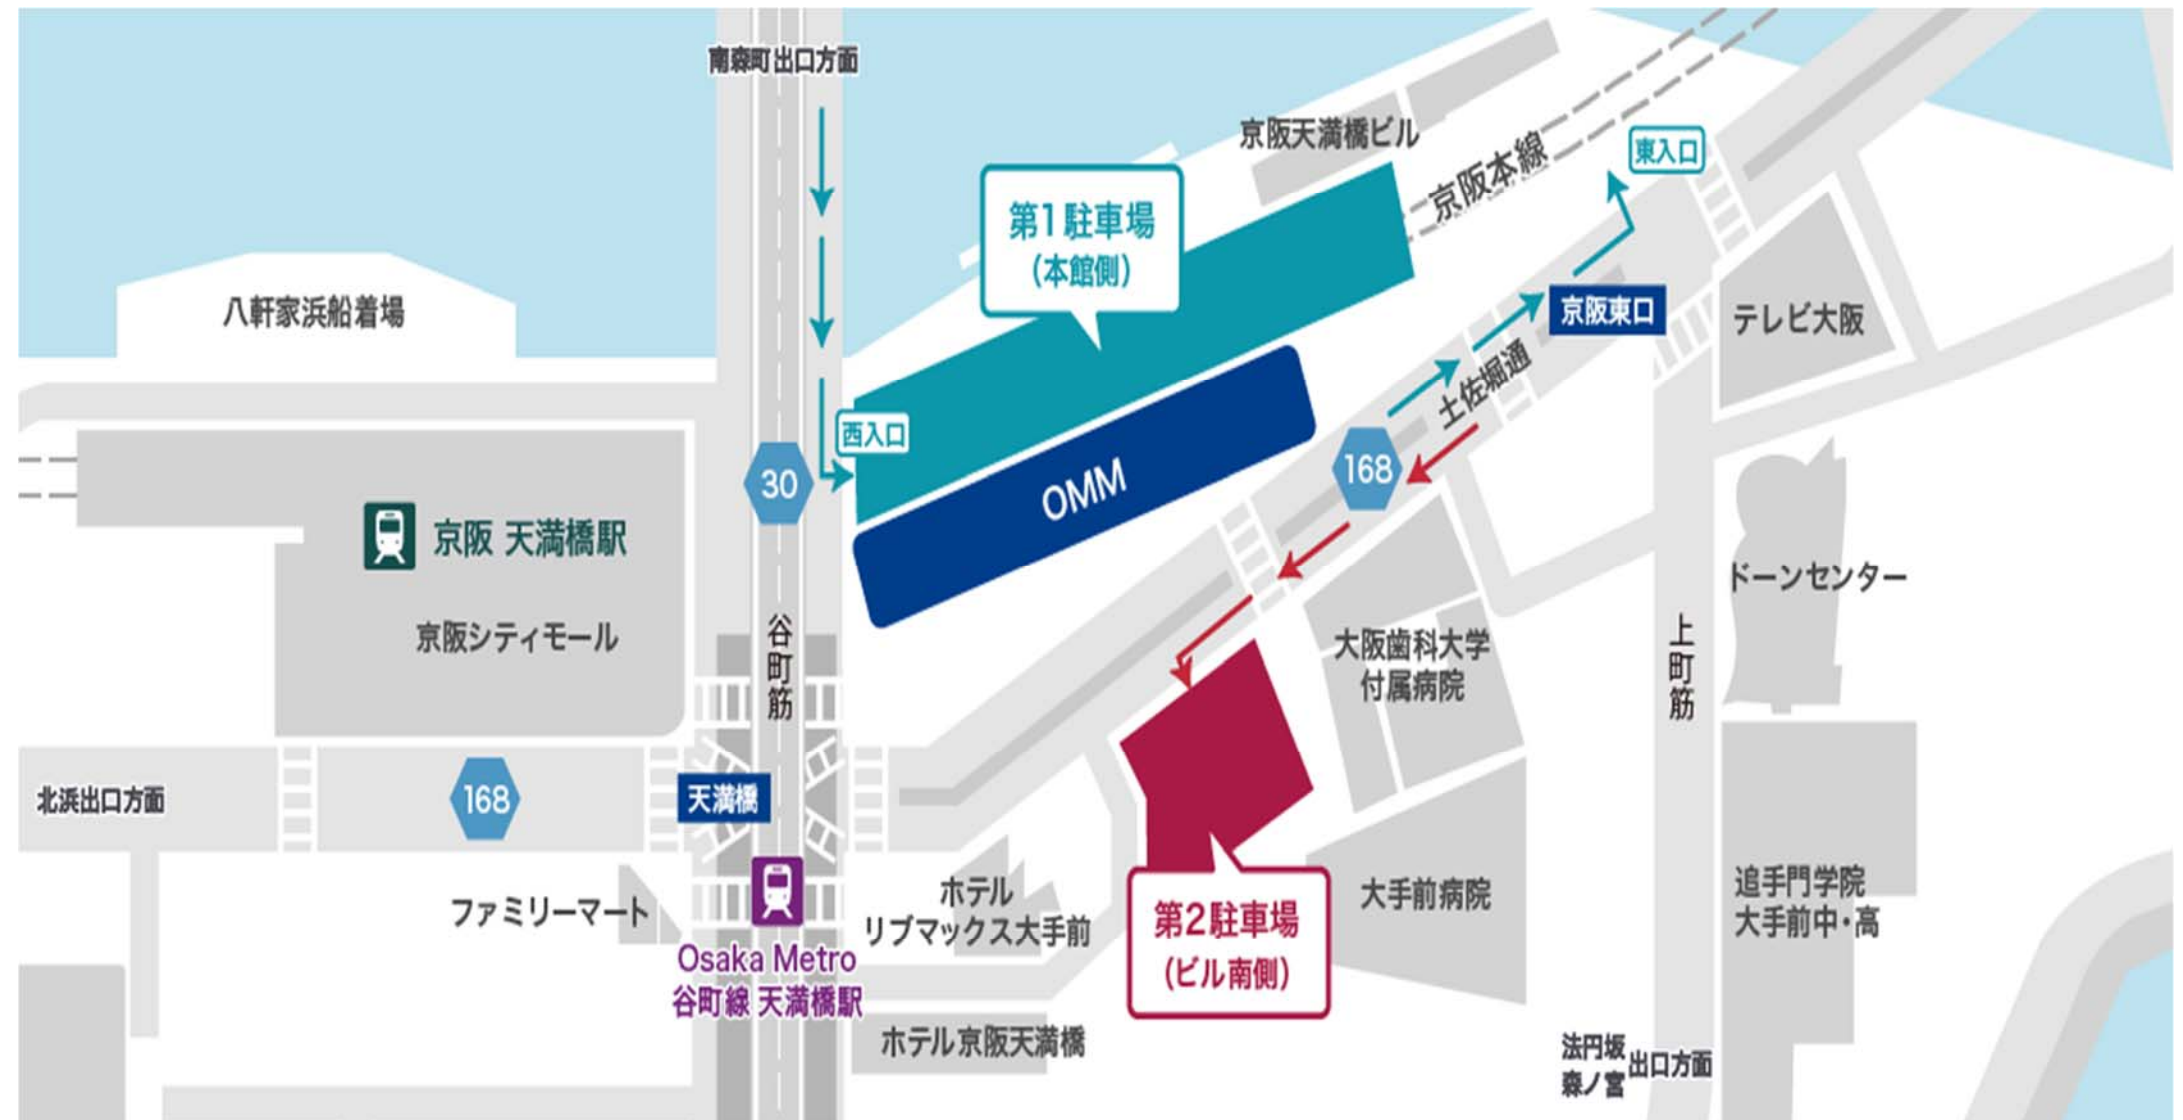 南森町出口方面
京阪天満橋ビル
京阪本線
東入口
第1駐車場
(本館側)
八軒家浜船着場
京阪東口
テレビ大阪
土佐堀通
西入口
30
168
OMM
京阪 天満橋駅
京阪シティモール
谷町筋
大阪歯科大学
付属病院
上町筋
ドーンセンター
北浜出口方面
168
天満橋
ファミリーマート
ホテル
リブマックス大手前
第2駐車場
(ビル南側)
大手前病院
追手門学院
大手前中・高
Osaka Metro
谷町線 天満橋駅
ホテル京阪天満橋
法円坂
森ノ宮
出口方面